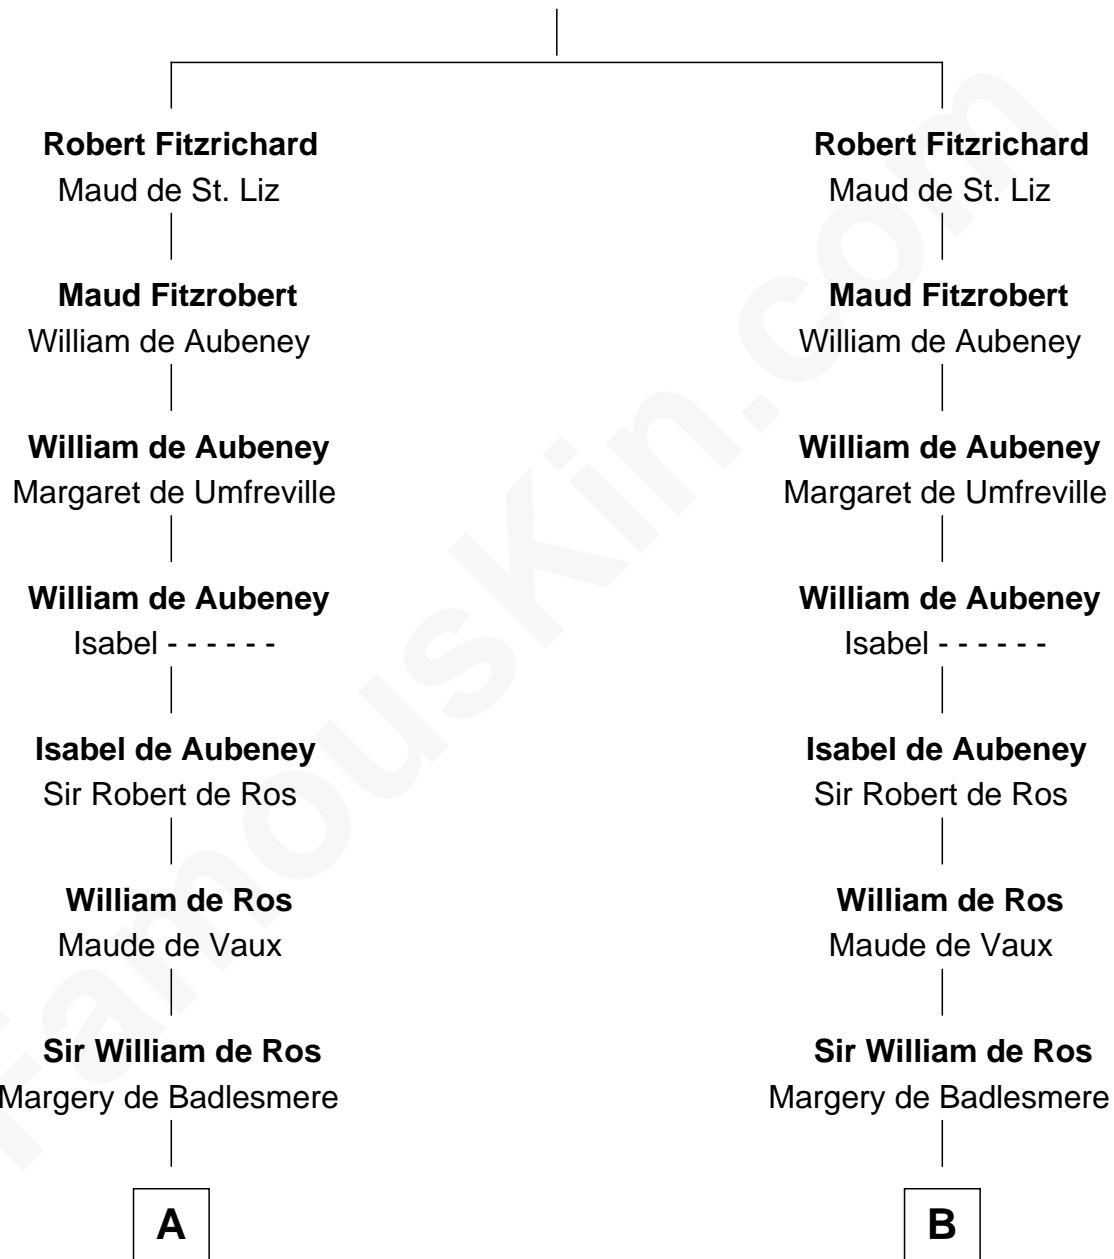 Robert Fitzrichard
Maud de St. Liz
Maud Fitzrobert
William de Aubeney
William de Aubeney
Margaret de Umfreville
William de Aubeney
Isabel - - - - - -
Isabel de Aubeney
Sir Robert de Ros
William de Ros
Maude de Vaux
Sir William de Ros
Margery de Badlesmere
A
Robert Fitzrichard
Maud de St. Liz
Maud Fitzrobert
William de Aubeney
William de Aubeney
Margaret de Umfreville
William de Aubeney
Isabel - - - - - -
Isabel de Aubeney
Sir Robert de Ros
William de Ros
Maude de Vaux
Sir William de Ros
Margery de Badlesmere
B
FamousKin.com